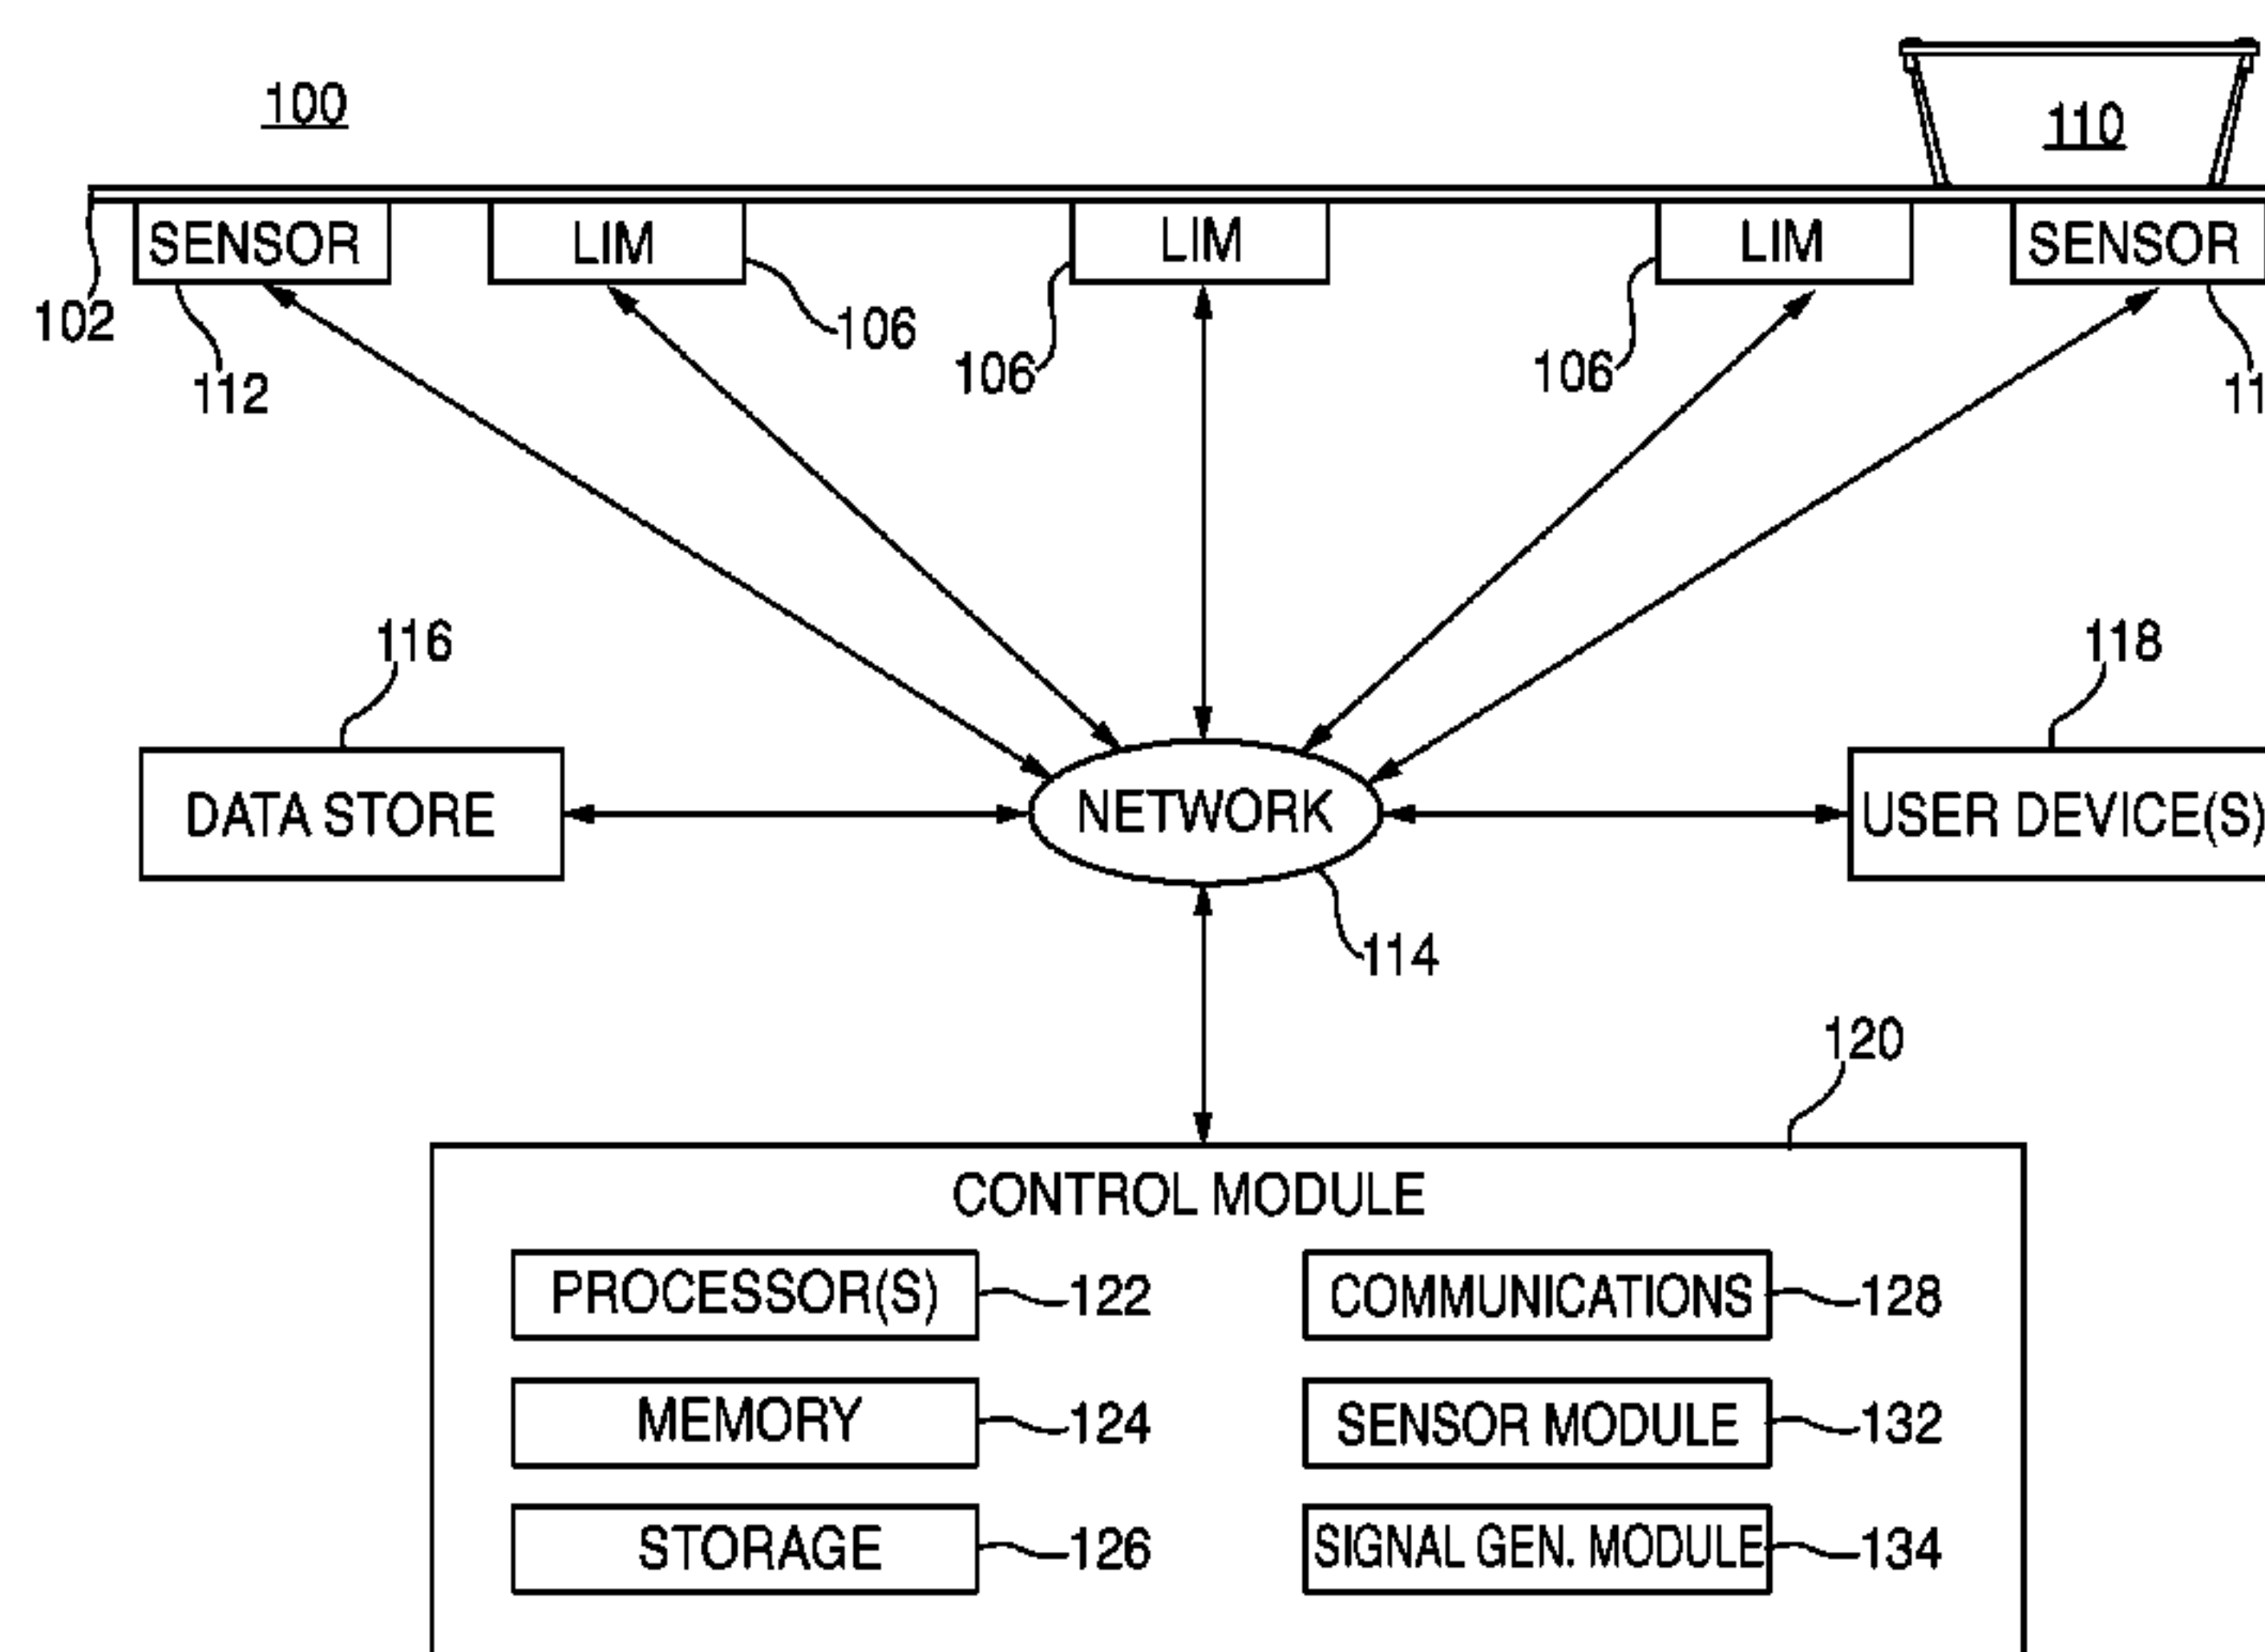 100
110
SENSOR
LIM
LIM
LIM
SENSOR
102
112
106
106
106
11
116
118
DATA STORE
NETWORK
USER DEVICE(S)
114
120
CONTROL MODULE
PROCESSOR(S)
122
COMMUNICATIONS
128
MEMORY
124
SENSOR MODULE
132
STORAGE
126
SIGNAL GEN. MODULE
134